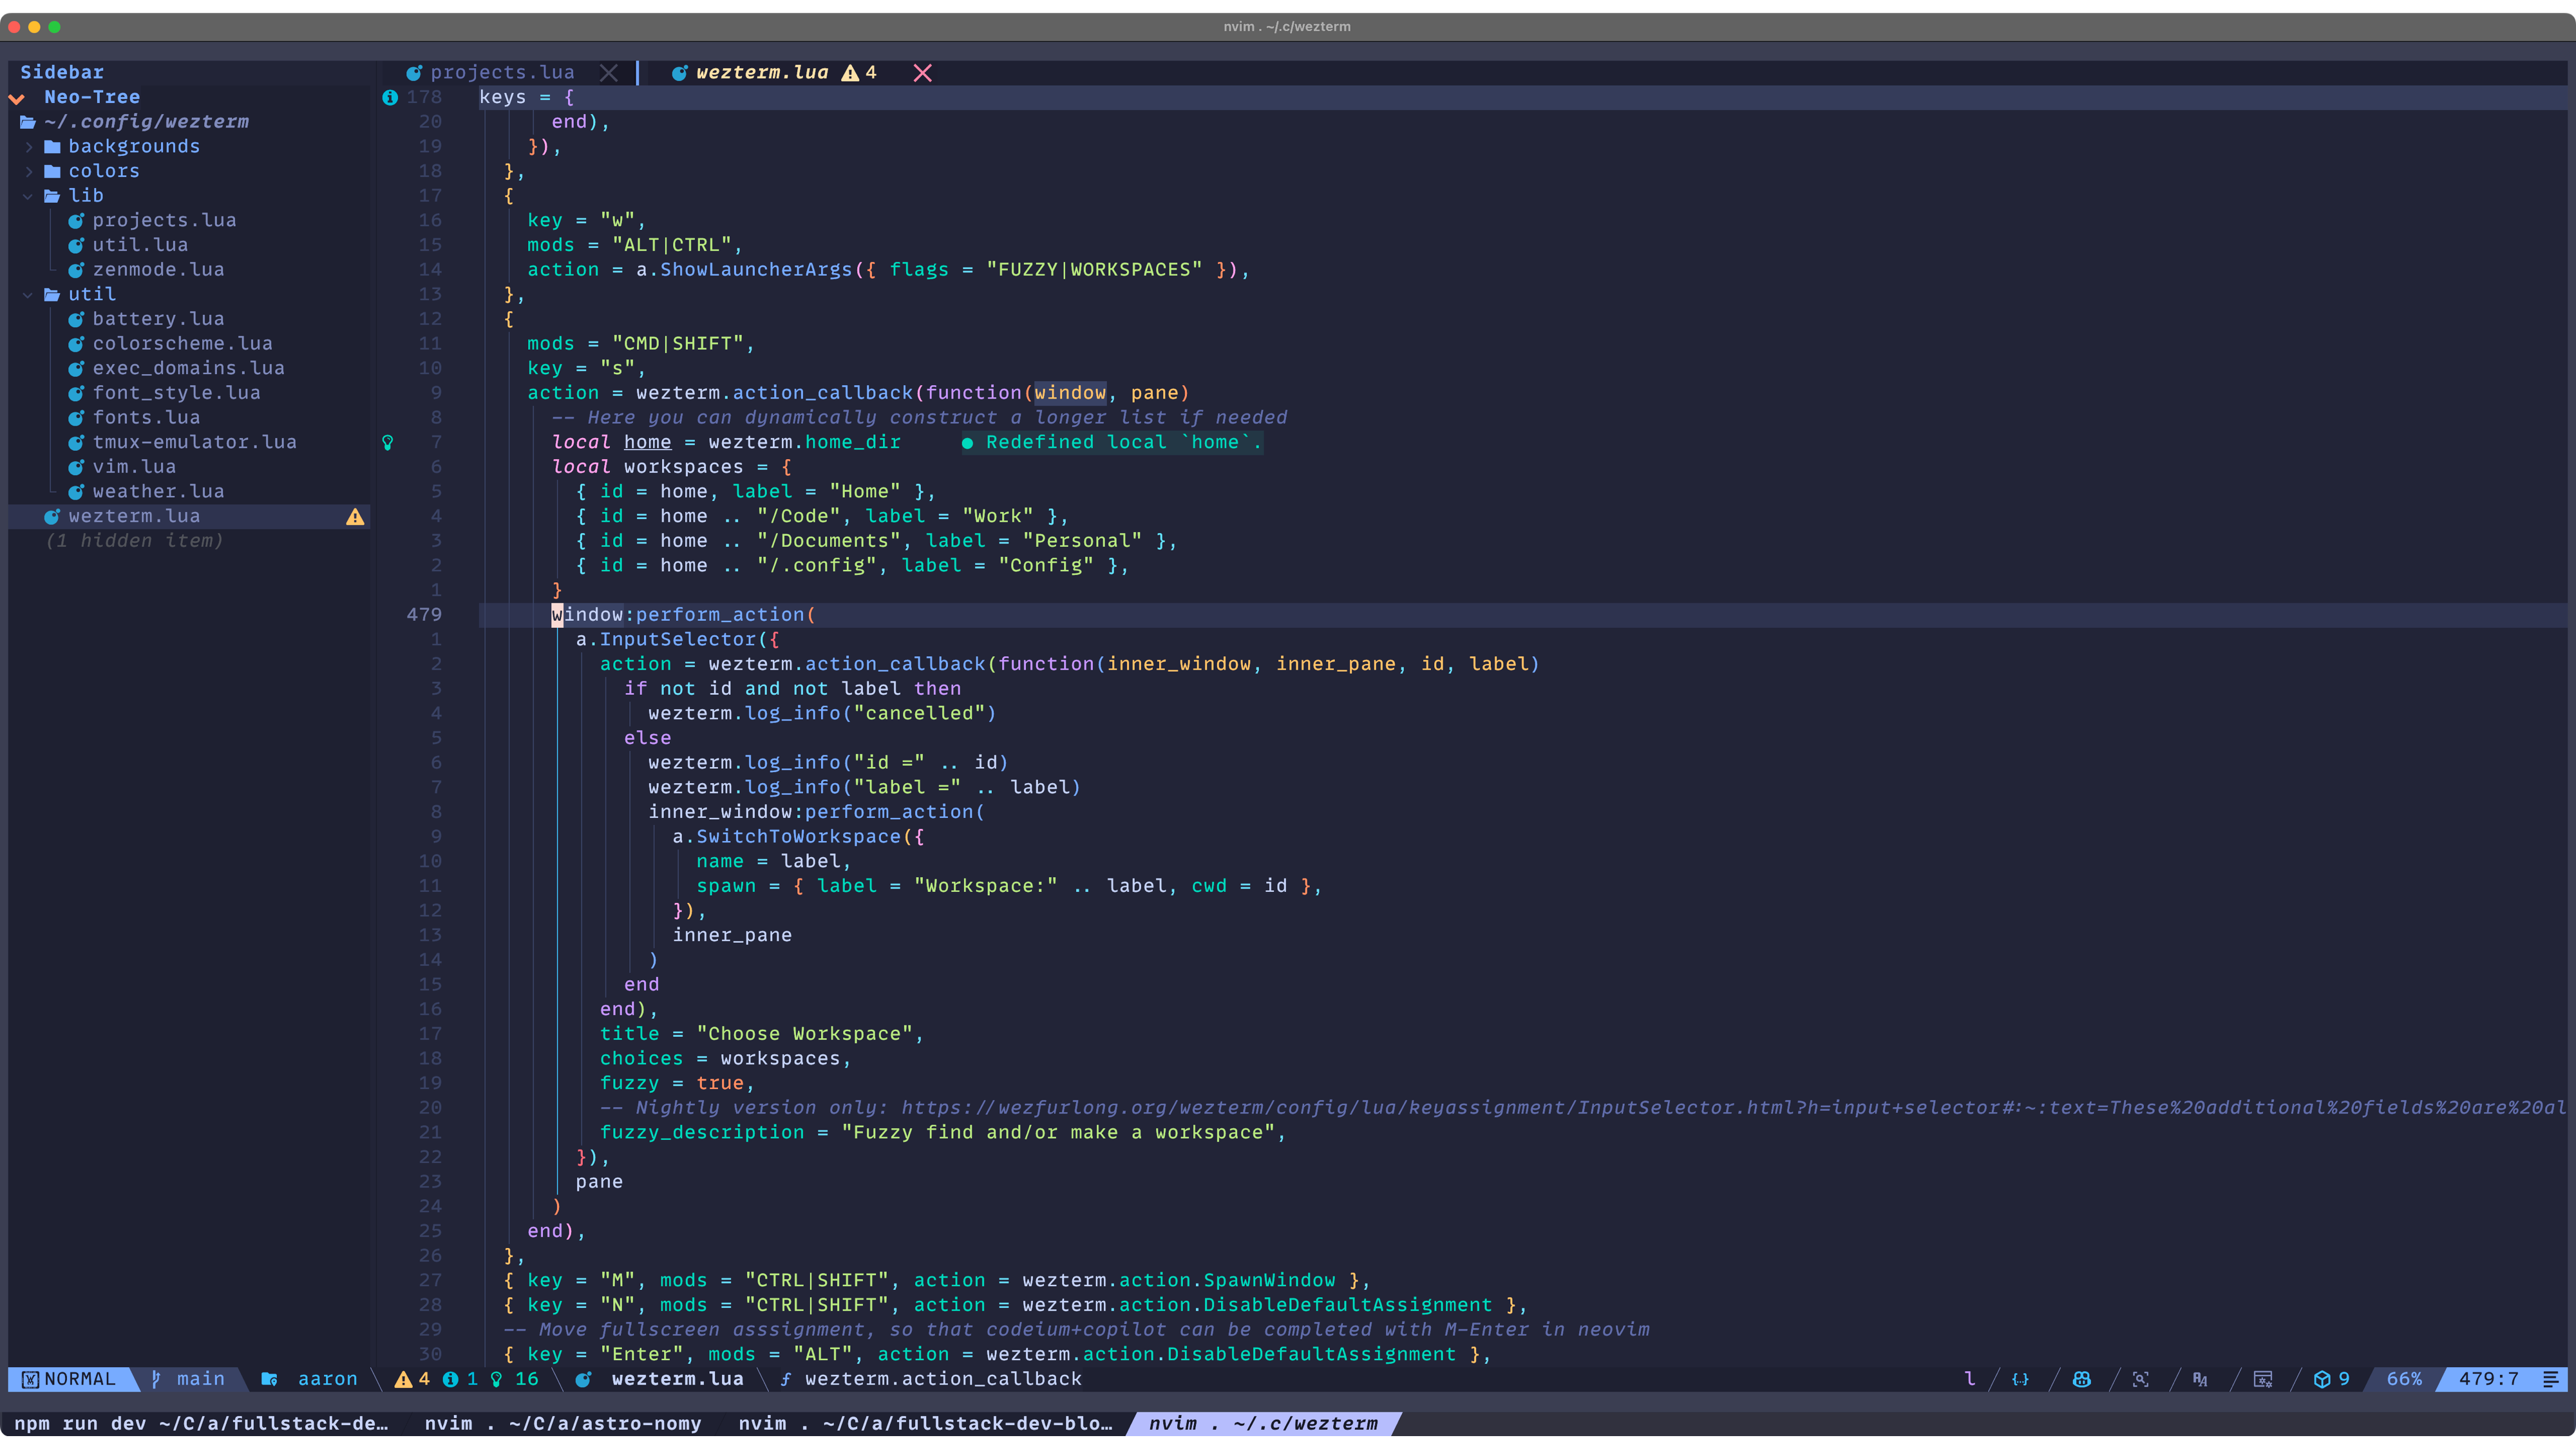 nvim . ~/.c/wezterm
Sidebar
Neo-Tree
~/.config/wezterm
backgrounds
colors
lib
projects.lua
util.lua
zenmode.lua
util
battery.lua
colorscheme.lua
exec_domains.lua
font_style.lua
fonts.lua
tmux-emulator.lua
vim.lua
weather.lua
wezterm.lua
(1 hidden item)
projects.lua wezterm.lua 4
178 keys = {
20 end),
19 }),
18 },
17 {
16 key = "w",
15 mods = "ALT|CTRL",
14 action = a.ShowLauncherArgs({ flags = "FUZZY|WORKSPACES" }),
13 },
12 {
11 mods = "CMD|SHIFT",
10 key = "s",
9 action = wezterm.action_callback(function(window, pane)
8 -- Here you can dynamically construct a longer list if needed
7 local home = wezterm.home_dir ● Redefined local `home`.
6 local workspaces = {
5 { id = home, label = "Home" },
4 { id = home .. "/Code", label = "Work" },
3 { id = home .. "/Documents", label = "Personal" },
2 { id = home .. "/.config", label = "Config" },
1 }
479 window:perform_action(
1 a.InputSelector({
2 action = wezterm.action_callback(function(inner_window, inner_pane, id, label)
3 if not id and not label then
4 wezterm.log_info("cancelled")
5 else
6 wezterm.log_info("id =" .. id)
7 wezterm.log_info("label =" .. label)
8 inner_window:perform_action(
9 a.SwitchToWorkspace({
10 name = label,
11 spawn = { label = "Workspace:" .. label, cwd = id },
12 }),
13 inner_pane
14 )
15 end
16 end),
17 title = "Choose Workspace",
18 choices = workspaces,
19 fuzzy = true,
20 -- Nightly version only: https://wezfurlong.org/wezterm/config/lua/keyassignment/InputSelector.html?h=input+selector#:~:text=These%20additional%20fields%20are%20al
21 fuzzy_description = "Fuzzy find and/or make a workspace",
22 }),
23 pane
24 )
25 end),
26 },
27 { key = "M", mods = "CTRL|SHIFT", action = wezterm.action.SpawnWindow },
28 { key = "N", mods = "CTRL|SHIFT", action = wezterm.action.DisableDefaultAssignment },
29 -- Move fullscreen asssignment, so that codeium+copilot can be completed with M-Enter in neovim
30 { key = "Enter", mods = "ALT", action = wezterm.action.DisableDefaultAssignment },
NORMAL main aaron 4 1 16 wezterm.lua wezterm.action_callback l {..} 9 66% 479:7
npm run dev ~/C/a/fullstack-de… nvim . ~/C/a/astro-nomy nvim . ~/C/a/fullstack-dev-blo… nvim . ~/.c/wezterm